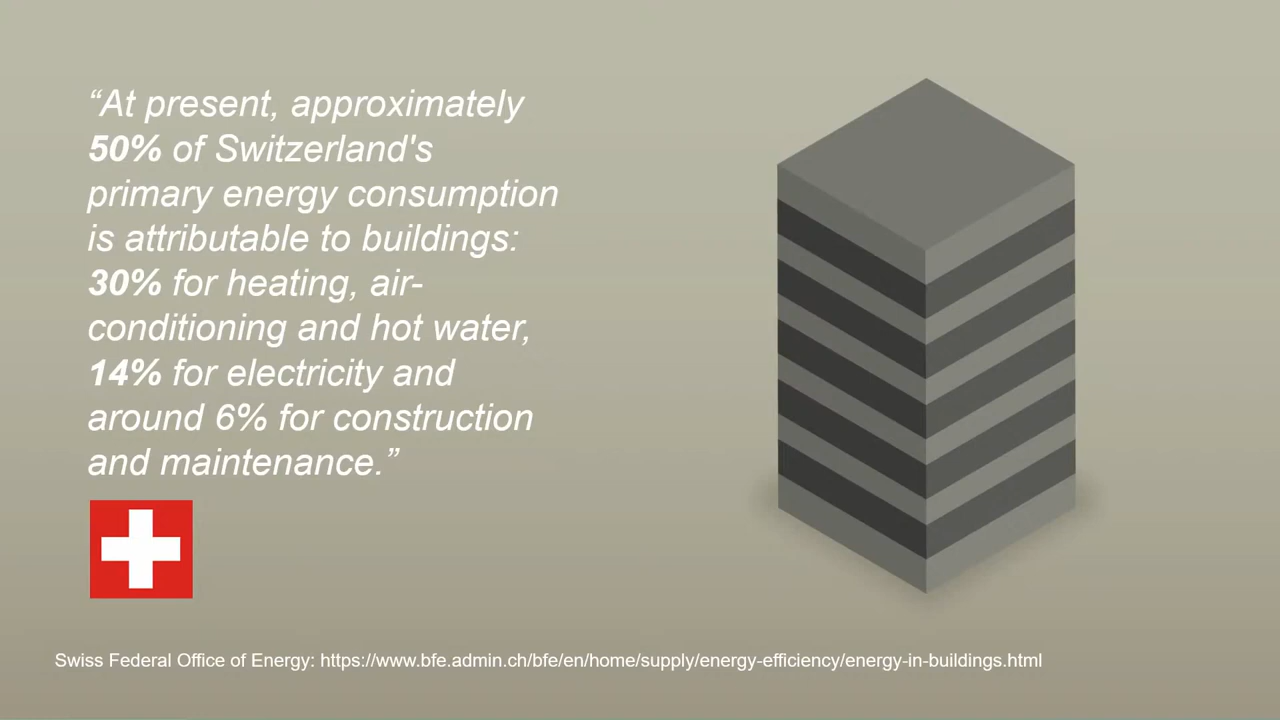 “At present, approximately
50% of Switzerland's
primary energy consumption
is attributable to buildings:
30% for heating, air-
conditioning and hot water,
14% for electricity and
around 6% for construction
and maintenance.”
Swiss Federal Office of Energy: https://www.bfe.admin.ch/bfe/en/home/supply/energy-efficiency/energy-in-buildings.html